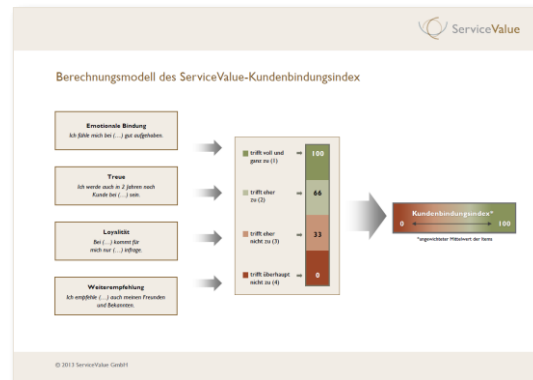 ServiceValue
Berechnungsmodell des ServiceValue-Kundenbindungsindex
Emotionale Bindung
Ich fühle mich bei (…) gut aufgehoben.
Treue
Ich werde auch in 2 Jahren noch
Kunde bei (…) sein.
Loyalität
Bei (…) kommt für
mich nur (…) infrage.
Weiterempfehlung
Ich empfehle (…) auch meinen Freunden
und Bekannten.
trifft voll und
ganz zu (1)
100
trifft eher
zu (2)
66
trifft eher
nicht zu (3)
33
trifft überhaupt
nicht zu (4)
0
Kundenbindungsindex*
0 100
*ungewichteter Mittelwert der Items
© 2013 ServiceValue GmbH